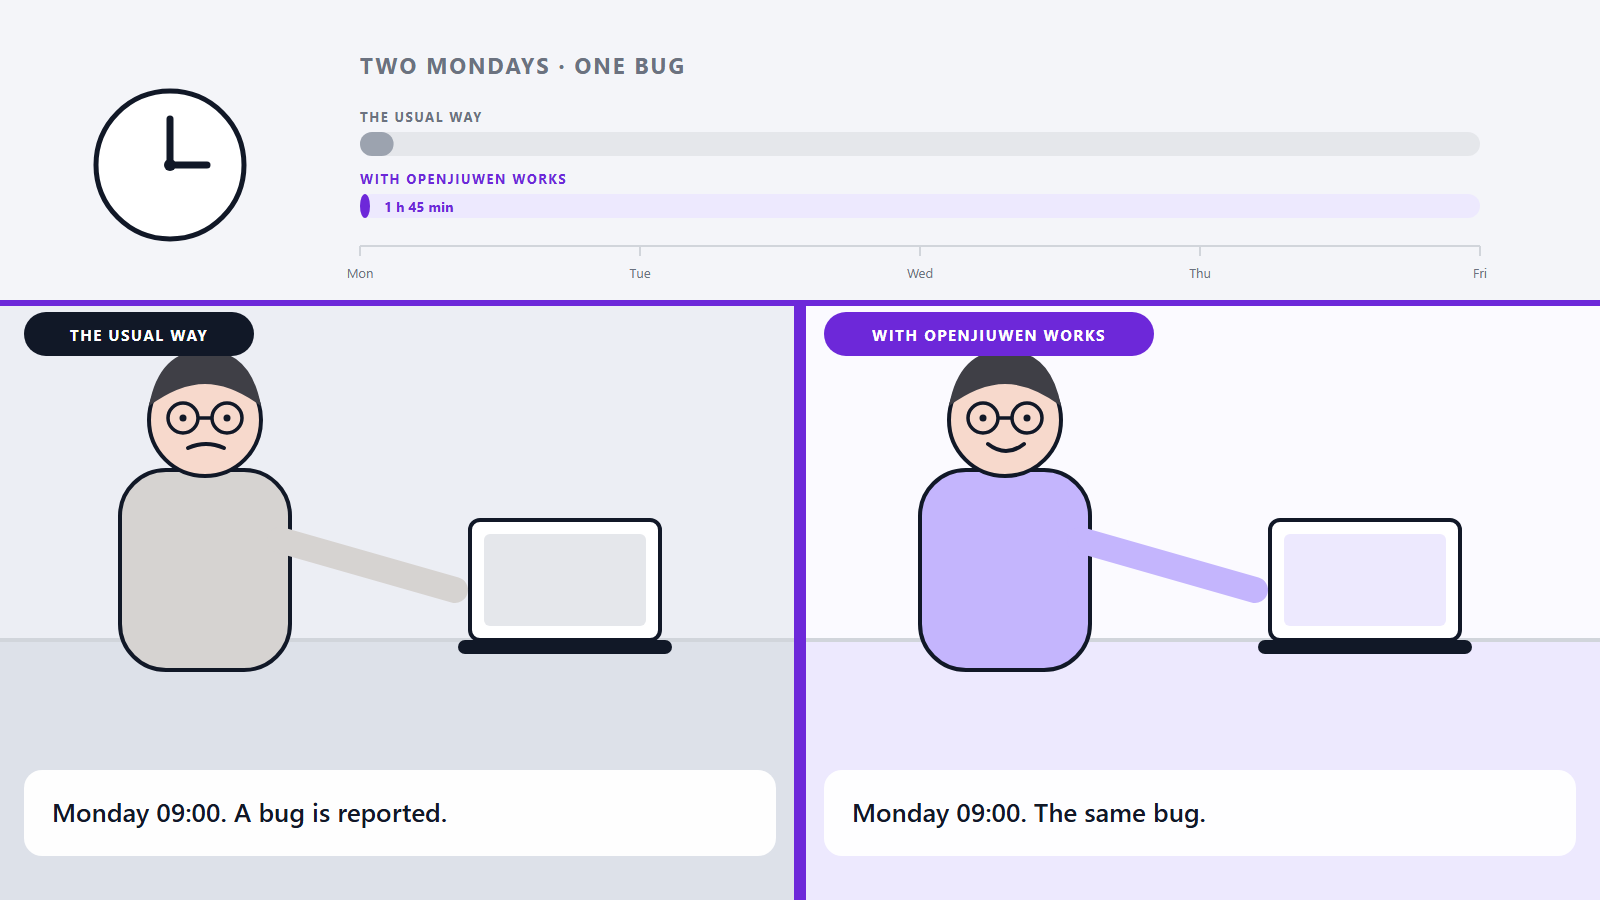 TWO MONDAYS · ONE BUG
THE USUAL WAY
WITH OPENJIUWEN WORKS
1 h 45 min
Mon
Tue
Wed
Thu
Fri
THE USUAL WAY
WITH OPENJIUWEN WORKS
Monday 09:00. A bug is reported.
Monday 09:00. The same bug.